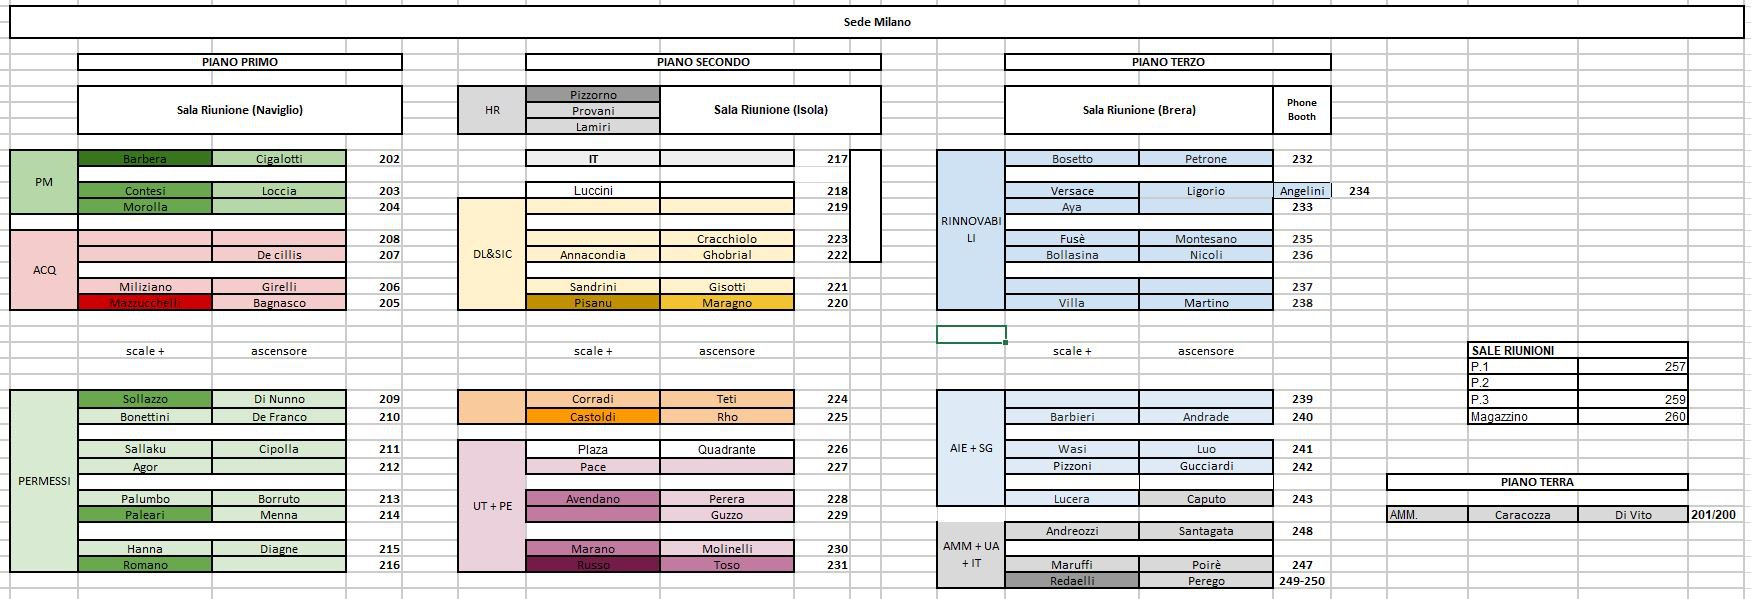 Sede Milano
PIANO PRIMO
Sala Riunione (Naviglio)
PM
Barbera Cigalotti 202
Contesi Loccia 203
Morolla 204
ACQ
208
De cillis 207
Miliziano Girelli 206
Mazzucchelli Bagnasco 205
scale + ascensore
PERMESSI
Sollazzo Di Nunno 209
Bonettini De Franco 210
Sallaku Cipolla 211
Agor 212
Palumbo Borruto 213
Paleari Menna 214
Hanna Diagne 215
Romano 216
PIANO SECONDO
HR
Pizzorno
Provani
Lamiri
Sala Riunione (Isola)
IT 217
Luccini 218
219
DL&SIC
Cracchiolo 223
Annacondia Ghobrial 222
Sandrini Gisotti 221
Pisanu Maragno 220
scale + ascensore
Corradi Teti 224
Castoldi Rho 225
UT + PE
Plaza Quadrante 226
Pace 227
Avendano Perera 228
Guzzo 229
Marano Molinelli 230
Russo Toso 231
PIANO TERZO
Sala Riunione (Brera)
Phone
Booth
RINNOVABI
LI
Bosetto Petrone 232
Versace Ligorio Angelini 234
Aya 233
Fusè Montesano 235
Bollasina Nicoli 236
237
Villa Martino 238
scale + ascensore
AIE + SG
239
Barbieri Andrade 240
Wasi Luo 241
Pizzoni Gucciardi 242
Lucera Caputo 243
AMM + UA
+ IT
Andreozzi Santagata 248
Maruffi Poirè 247
Redaelli Perego 249-250
SALE RIUNIONI
P.1 257
P.2
P.3 259
Magazzino 260
PIANO TERRA
AMM. Caracozza Di Vito 201/200